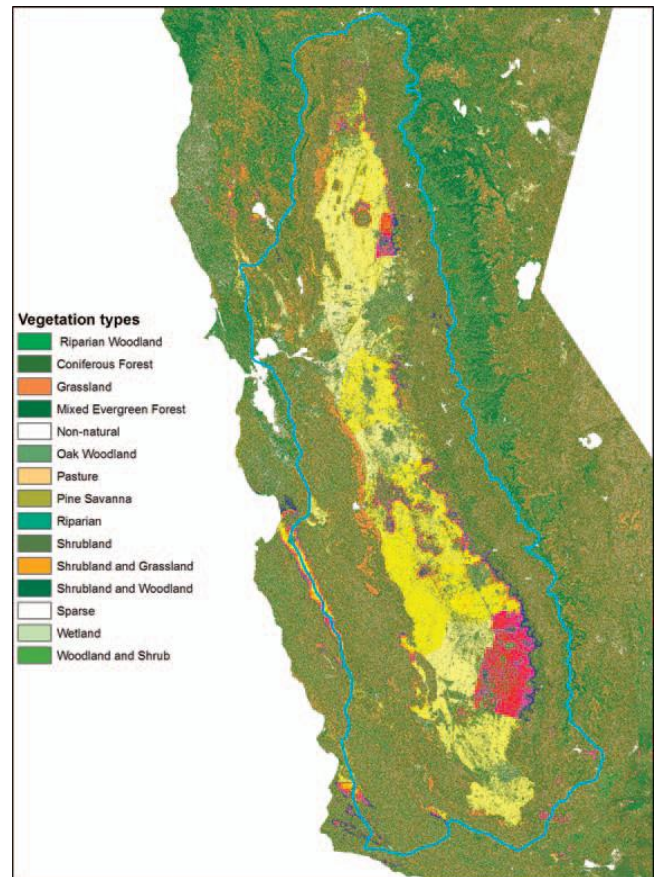 Vegetation types
Riparian Woodland
Coniferous Forest
Grassland
Mixed Evergreen Forest
Non-natural
Oak Woodland
Pasture
Pine Savanna
Riparian
Shrubland
Shrubland and Grassland
Shrubland and Woodland
Sparse
Wetland
Woodland and Shrub